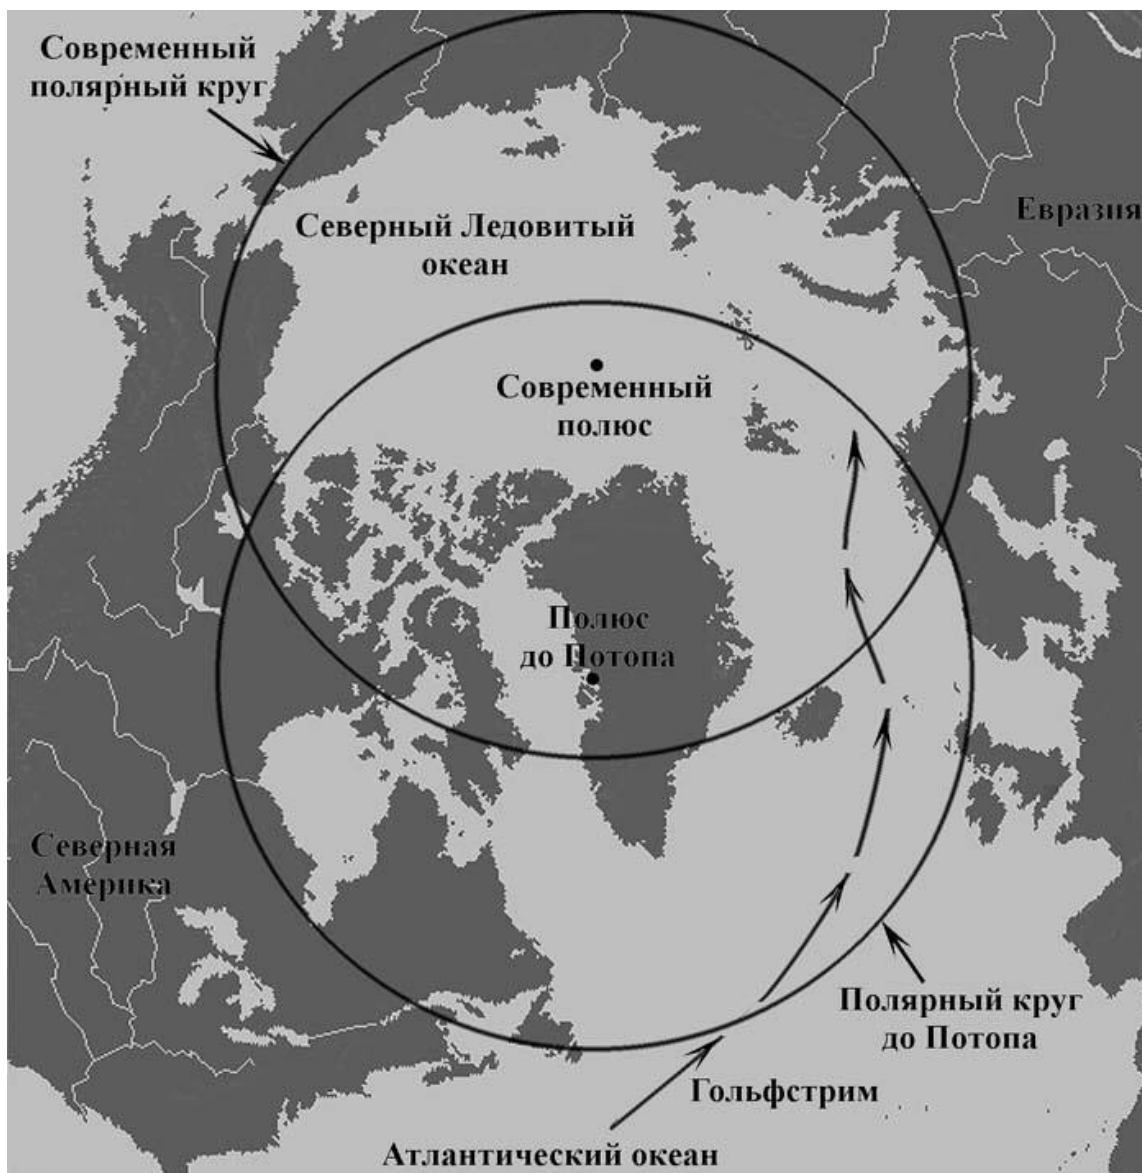 Современный
полярный круг
Евразия
Северный Ледовитый
океан
Современный
полюс
Полюс
до Потопа
Северная
Америка
Полярный круг
до Потопа
Гольфстрим
Атлантический океан